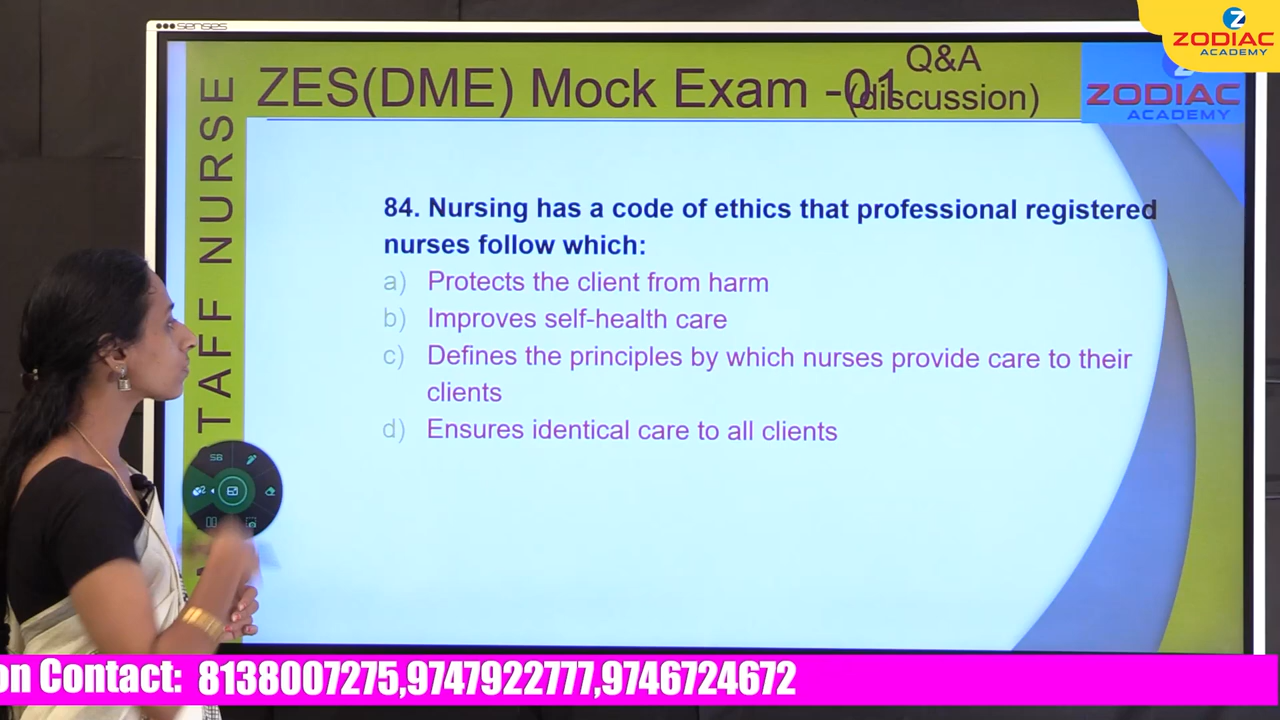 senses
ZODIAC
ACADEMY
ZES(DME) Mock Exam -01
Q&A
(discussion)
ZODIAC
ACADEMY
STAFF NURSE
84. Nursing has a code of ethics that professional registered
nurses follow which:
a) Protects the client from harm
b) Improves self-health care
c) Defines the principles by which nurses provide care to their
clients
d) Ensures identical care to all clients
SB
on Contact: 8138007275,9747922777,9746724672